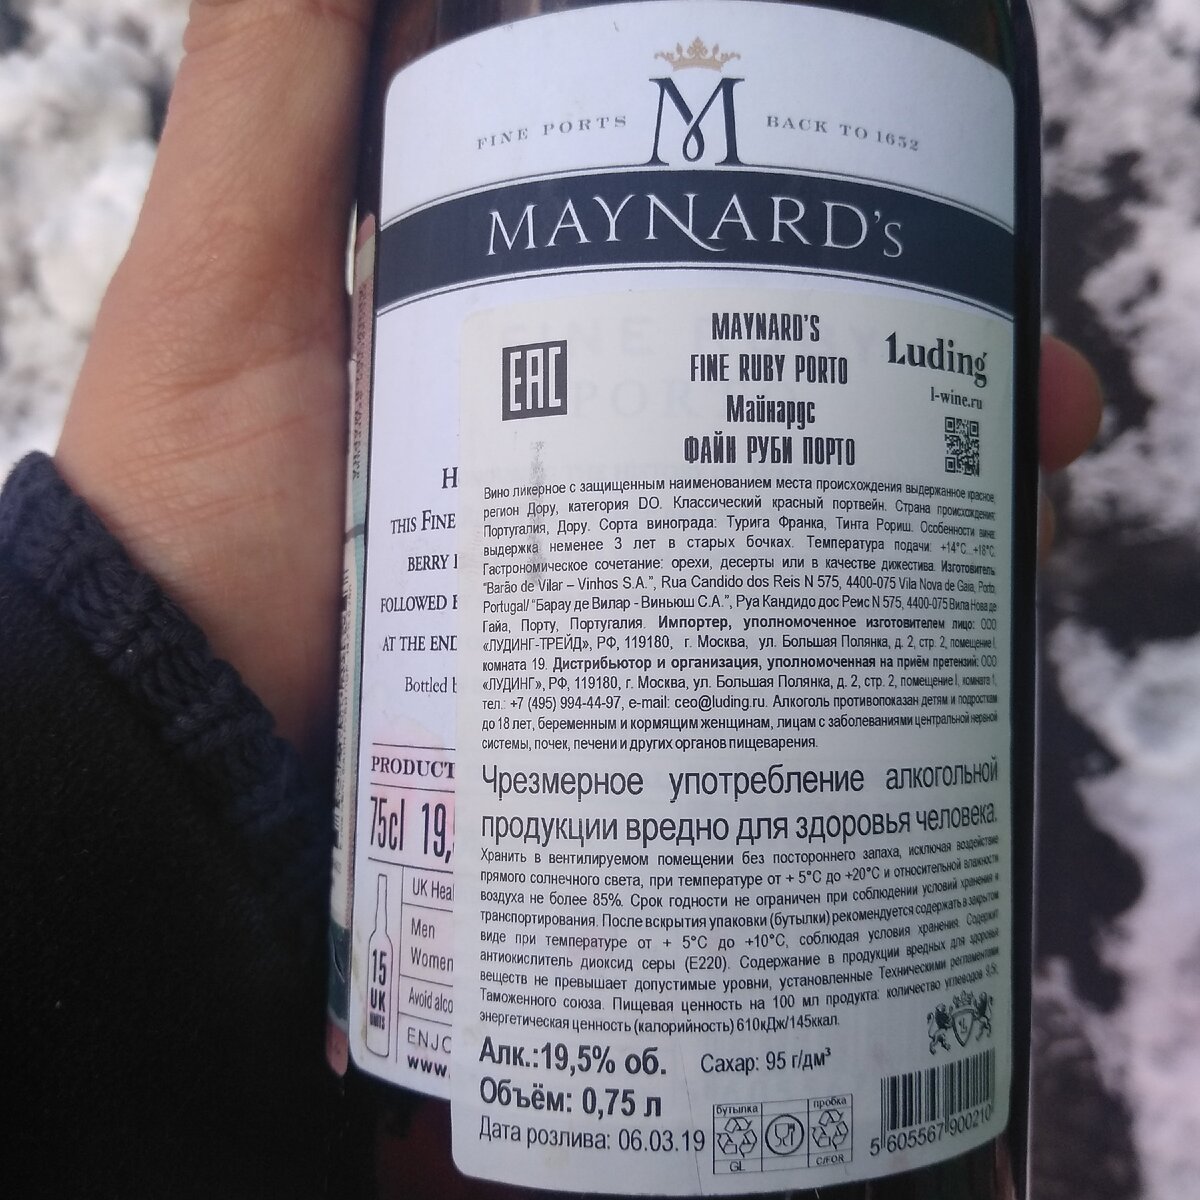 FINE PORTS M BACK TO 1652
MAYNARD'S
EAC
MAYNARD'S
FINE RUBY PORTO
Майнардс
ФАЙН РУБИ ПОРТО
Luding
l-wine.ru
Вино ликерное с защищенным наименованием места происхождения выдержанное красное,
регион Дору, категория DO. Классический красный портвейн. Страна происхождения:
Португалия, Дору. Сорта винограда: Турига Франка, Тинта Рориш. Особенности вина:
выдержка неменее 3 лет в старых бочках. Температура подачи: +14°C...+18°C.
Гастрономическое сочетание: орехи, десерты или в качестве дижестива. Изготовитель:
"Barão de Vilar – Vinhos S.A.", Rua Candido dos Reis N 575, 4400-075 Vila Nova de Gaia, Porto,
Portugal/ "Барау де Вилар - Виньюш С.А.", Руа Кандидо дос Реис N 575, 4400-075 Вила Нова де
Гайа, Порту, Португалия. Импортер, уполномоченное изготовителем лицо: ООО
«ЛУДИНГ-ТРЕЙД», РФ, 119180, г. Москва, ул. Большая Полянка, д. 2, стр. 2, помещение I,
комната 19. Дистрибьютор и организация, уполномоченная на приём претензий: ООО
«ЛУДИНГ», РФ, 119180, г. Москва, ул. Большая Полянка, д. 2, стр. 2, помещение I, комната 1,
тел.: +7 (495) 994-44-97, e-mail: ceo@luding.ru. Алкоголь противопоказан детям и подросткам
до 18 лет, беременным и кормящим женщинам, лицам с заболеваниями центральной нервной
системы, почек, печени и других органов пищеварения.
Чрезмерное употребление алкогольной
продукции вредно для здоровья человека.
Хранить в вентилируемом помещении без постороннего запаха, исключая воздействие
прямого солнечного света, при температуре от + 5°C до +20°C и относительной влажности
воздуха не более 85%. Срок годности не ограничен при соблюдении условий хранения и
транспортирования. После вскрытия упаковки (бутылки) рекомендуется содержать в закрытом
виде при температуре от + 5°C до +10°C, соблюдая условия хранения. Содержит
антиокислитель диоксид серы (E220). Содержание в продукции вредных для здоровья
веществ не превышает допустимые уровни, установленные Техническими регламентами
Таможенного союза. Пищевая ценность на 100 мл продукта: количество углеводов 9,5г,
энергетическая ценность (калорийность) 610кДж/145ккал.
Алк.:19,5% об. Сахар: 95 г/дм³
Объём: 0,75 л
Дата розлива: 06.03.19
бутылка
GL
пробка
C/FOR
5 605567 900210
H
THIS FINE
BERRY
FOLLOWED
AT THE END
Bottled b
PRODUCT
75cl 19,
UK Heal
Men
Women
Avoid alco
15
UK
UNITS
ENJO
www.